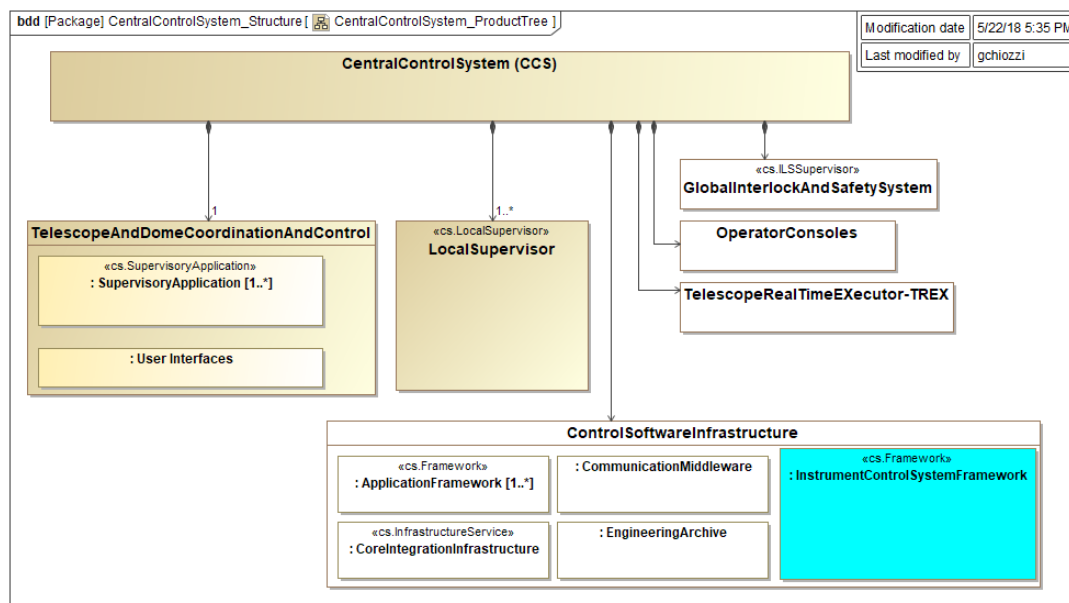 bdd [Package] CentralControlSystem_Structure [ CentralControlSystem_ProductTree ]
Modification date 5/22/18 5:35 PM
Last modified by gchiozzi
CentralControlSystem (CCS)
«cs.ILSSupervisor»
GlobalInterlockAndSafetySystem
1
1..*
TelescopeAndDomeCoordinationAndControl
«cs.SupervisoryApplication»
: SupervisoryApplication [1..*]
: User Interfaces
«cs.LocalSupervisor»
LocalSupervisor
OperatorConsoles
TelescopeRealTimeEXecutor-TREX
ControlSoftwareInfrastructure
«cs.Framework»
: ApplicationFramework [1..*]
: CommunicationMiddleware
«cs.Framework»
: InstrumentControlSystemFramework
«cs.InfrastructureService»
: CoreIntegrationInfrastructure
: EngineeringArchive